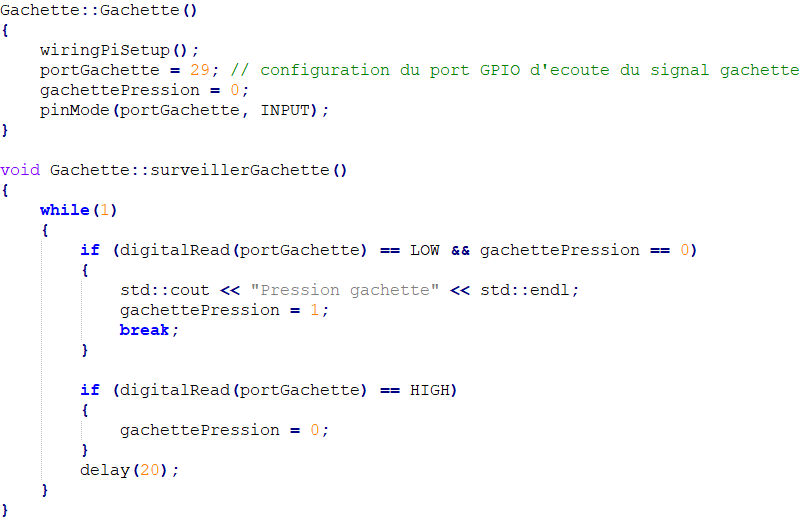 Gachette::Gachette()
{
    wiringPiSetup();
    portGachette = 29; // configuration du port GPIO d'ecoute du signal gachette
    gachettePression = 0;
    pinMode(portGachette, INPUT);
}

void Gachette::surveillerGachette()
{
    while(1)
    {
        if (digitalRead(portGachette) == LOW && gachettePression == 0)
        {
            std::cout << "Pression gachette" << std::endl;
            gachettePression = 1;
            break;
        }

        if (digitalRead(portGachette) == HIGH)
        {
            gachettePression = 0;
        }
        delay(20);
    }
}